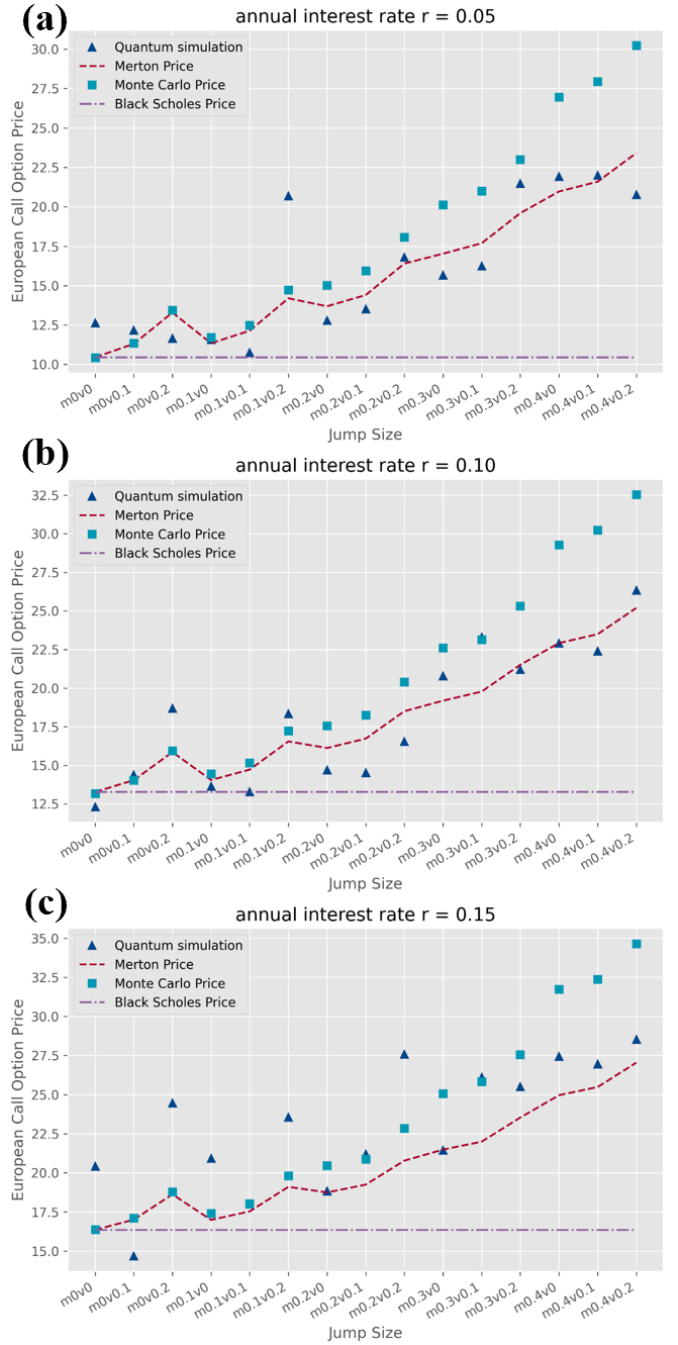 (a)
annual interest rate r = 0.05
European Call Option Price
30.0
27.5
25.0
22.5
20.0
17.5
15.0
12.5
10.0
Quantum simulation
Merton Price
Monte Carlo Price
Black Scholes Price
m0v0
m0v0.1
m0v0.2
m0.1v0
m0.1v0.1
m0.1v0.2
m0.2v0
m0.2v0.1
m0.2v0.2
m0.3v0
m0.3v0.1
m0.3v0.2
m0.4v0
m0.4v0.1
m0.4v0.2
Jump Size
(b)
annual interest rate r = 0.10
European Call Option Price
32.5
30.0
27.5
25.0
22.5
20.0
17.5
15.0
12.5
Quantum simulation
Merton Price
Monte Carlo Price
Black Scholes Price
m0v0
m0v0.1
m0v0.2
m0.1v0
m0.1v0.1
m0.1v0.2
m0.2v0
m0.2v0.1
m0.2v0.2
m0.3v0
m0.3v0.1
m0.3v0.2
m0.4v0
m0.4v0.1
m0.4v0.2
Jump Size
(c)
annual interest rate r = 0.15
European Call Option Price
35.0
32.5
30.0
27.5
25.0
22.5
20.0
17.5
15.0
Quantum simulation
Merton Price
Monte Carlo Price
Black Scholes Price
m0v0
m0v0.1
m0v0.2
m0.1v0
m0.1v0.1
m0.1v0.2
m0.2v0
m0.2v0.1
m0.2v0.2
m0.3v0
m0.3v0.1
m0.3v0.2
m0.4v0
m0.4v0.1
m0.4v0.2
Jump Size